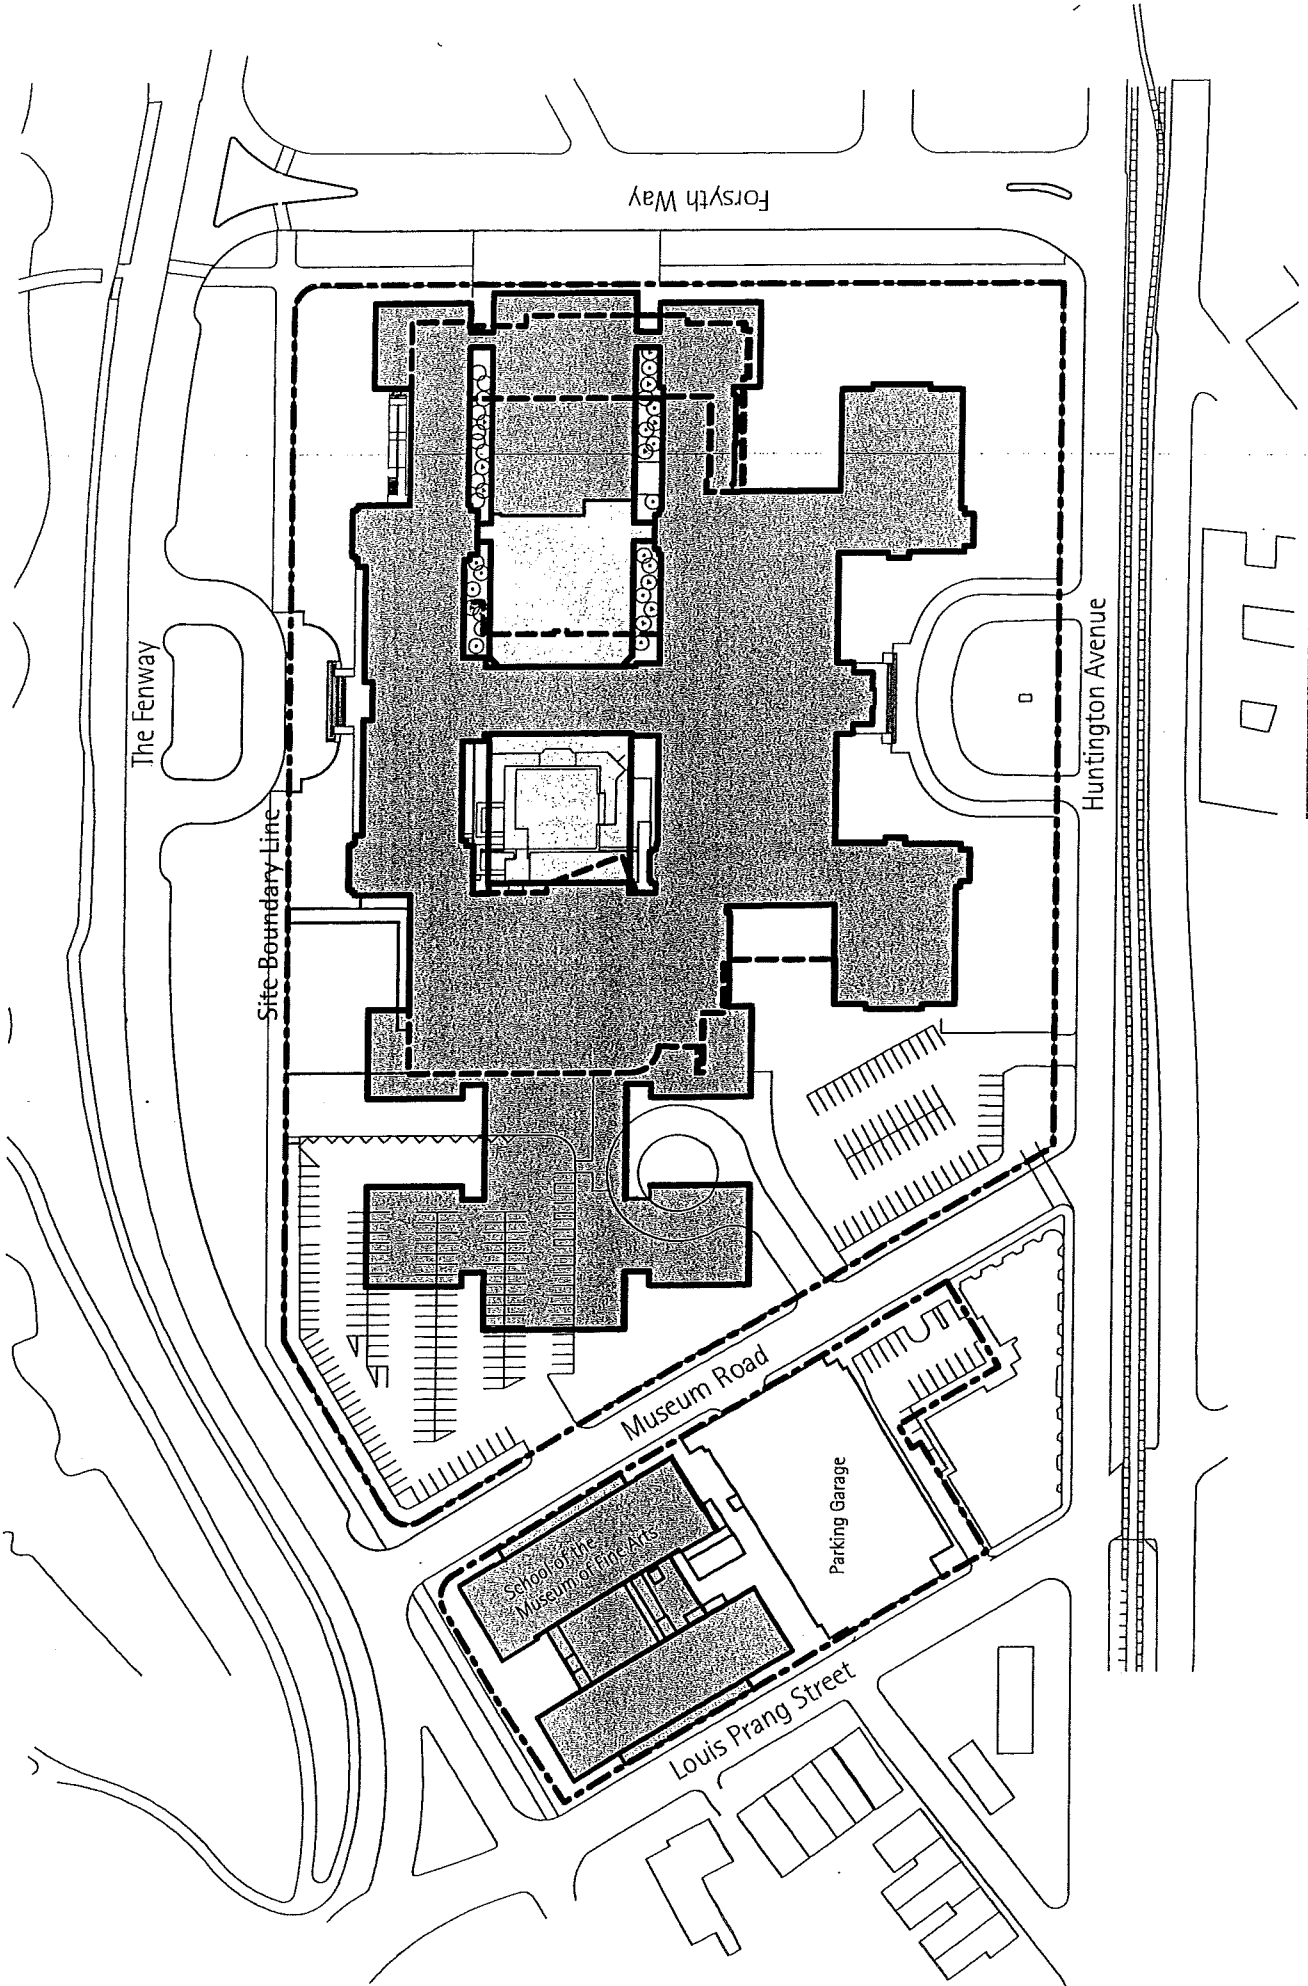 Forsyth Way
The Fenway
Huntington Avenue
Site Boundary Line
Museum Road
Parking Garage
School of the
Museum of Fine Arts
Louis Prang Street